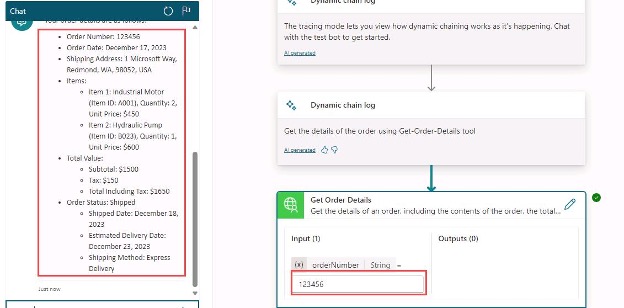 Chat
Your order details are as follows:
• Order Number: 123456
• Order Date: December 17, 2023
• Shipping Address: 1 Microsoft Way,
Redmond, WA, 98052, USA
• Items:
Item 1: Industrial Motor
(Item ID: A001), Quantity: 2,
Unit Price: $450
Item 2: Hydraulic Pump
(Item ID: B023), Quantity: 1,
Unit Price: $600
• Total Value:
Subtotal: $1500
Tax: $150
Total Including Tax: $1650
• Order Status: Shipped
Shipped Date: December 18,
2023
Estimated Delivery Date:
December 23, 2023
Shipping Method: Express
Delivery
Just now
Dynamic chain log
The tracing mode lets you view how dynamic chaining works as it's happening. Chat
with the test bot to get started.
AI generated
Dynamic chain log
Get the details of the order using Get-Order-Details tool
AI generated
Get Order Details
Get the details of an order, including the contents of the order, the total...
Input (1)
Outputs (0)
{x} orderNumber String =
123456